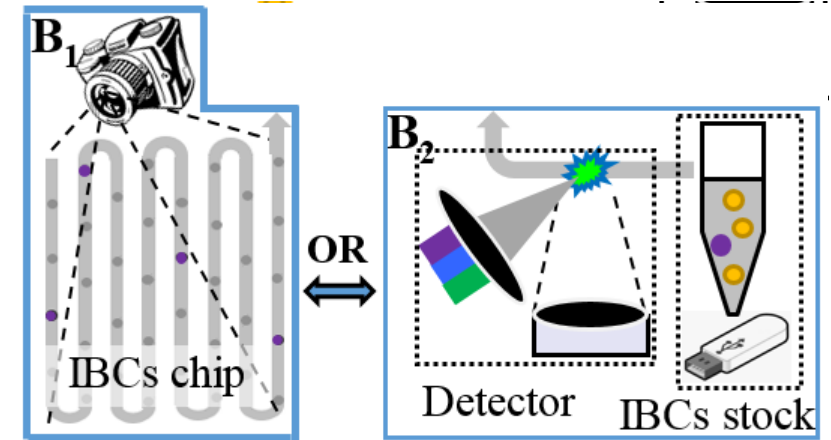 B1
IBCs chip
OR
B2
Detector
IBCs stock